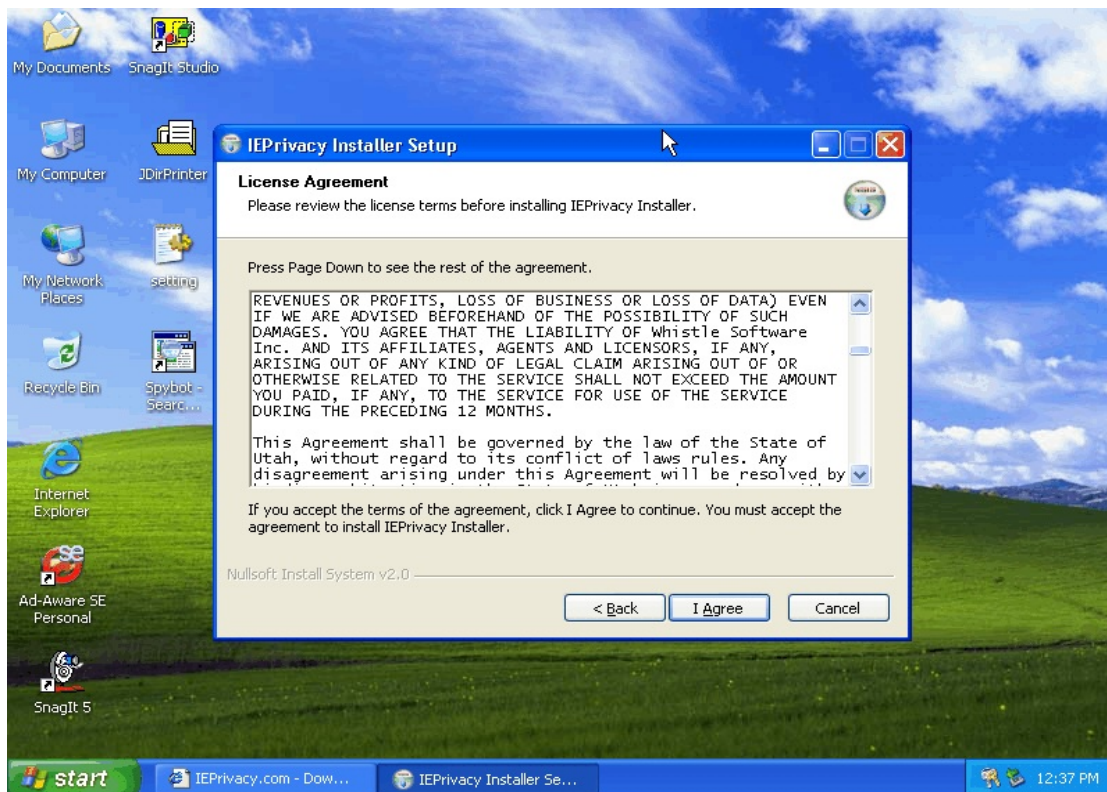 My Documents
SnagIt Studio
My Computer
JDirPrinter
My Network
Places
setting
Recycle Bin
Spybot -
Searc...
Internet
Explorer
Ad-Aware SE
Personal
SnagIt 5
IEPrivacy Installer Setup
License Agreement
Please review the license terms before installing IEPrivacy Installer.
Press Page Down to see the rest of the agreement.
REVENUES OR PROFITS, LOSS OF BUSINESS OR LOSS OF DATA) EVEN
IF WE ARE ADVISED BEFOREHAND OF THE POSSIBILITY OF SUCH
DAMAGES. YOU AGREE THAT THE LIABILITY OF Whistle Software
Inc. AND ITS AFFILIATES, AGENTS AND LICENSORS, IF ANY,
ARISING OUT OF ANY KIND OF LEGAL CLAIM ARISING OUT OF OR
OTHERWISE RELATED TO THE SERVICE SHALL NOT EXCEED THE AMOUNT
YOU PAID, IF ANY, TO THE SERVICE FOR USE OF THE SERVICE
DURING THE PRECEDING 12 MONTHS.
This Agreement shall be governed by the law of the State of
Utah, without regard to its conflict of laws rules. Any
disagreement arising under this Agreement will be resolved by
If you accept the terms of the agreement, click I Agree to continue. You must accept the
agreement to install IEPrivacy Installer.
Nullsoft Install System v2.0
< Back
I Agree
Cancel
start
IEPrivacy.com - Dow...
IEPrivacy Installer Se...
12:37 PM